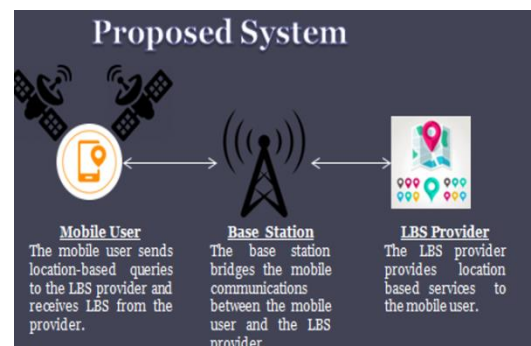 Proposed System
Mobile User
The mobile user sends
location-based queries
to the LBS provider and
receives LBS from the
provider.
Base Station
The base station
bridges the mobile
communications
between the mobile
user and the LBS
provider
LBS Provider
The LBS provider
provides location
based services to
the mobile user.